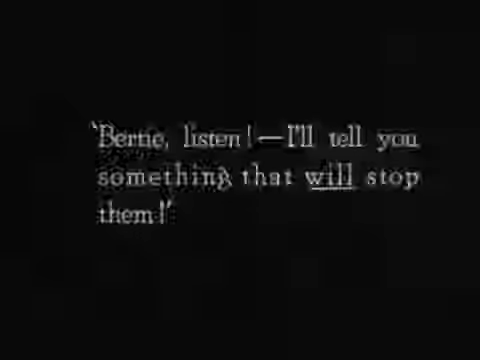 ‘Bertie, listen!—I'll tell you
something that will stop
them!’